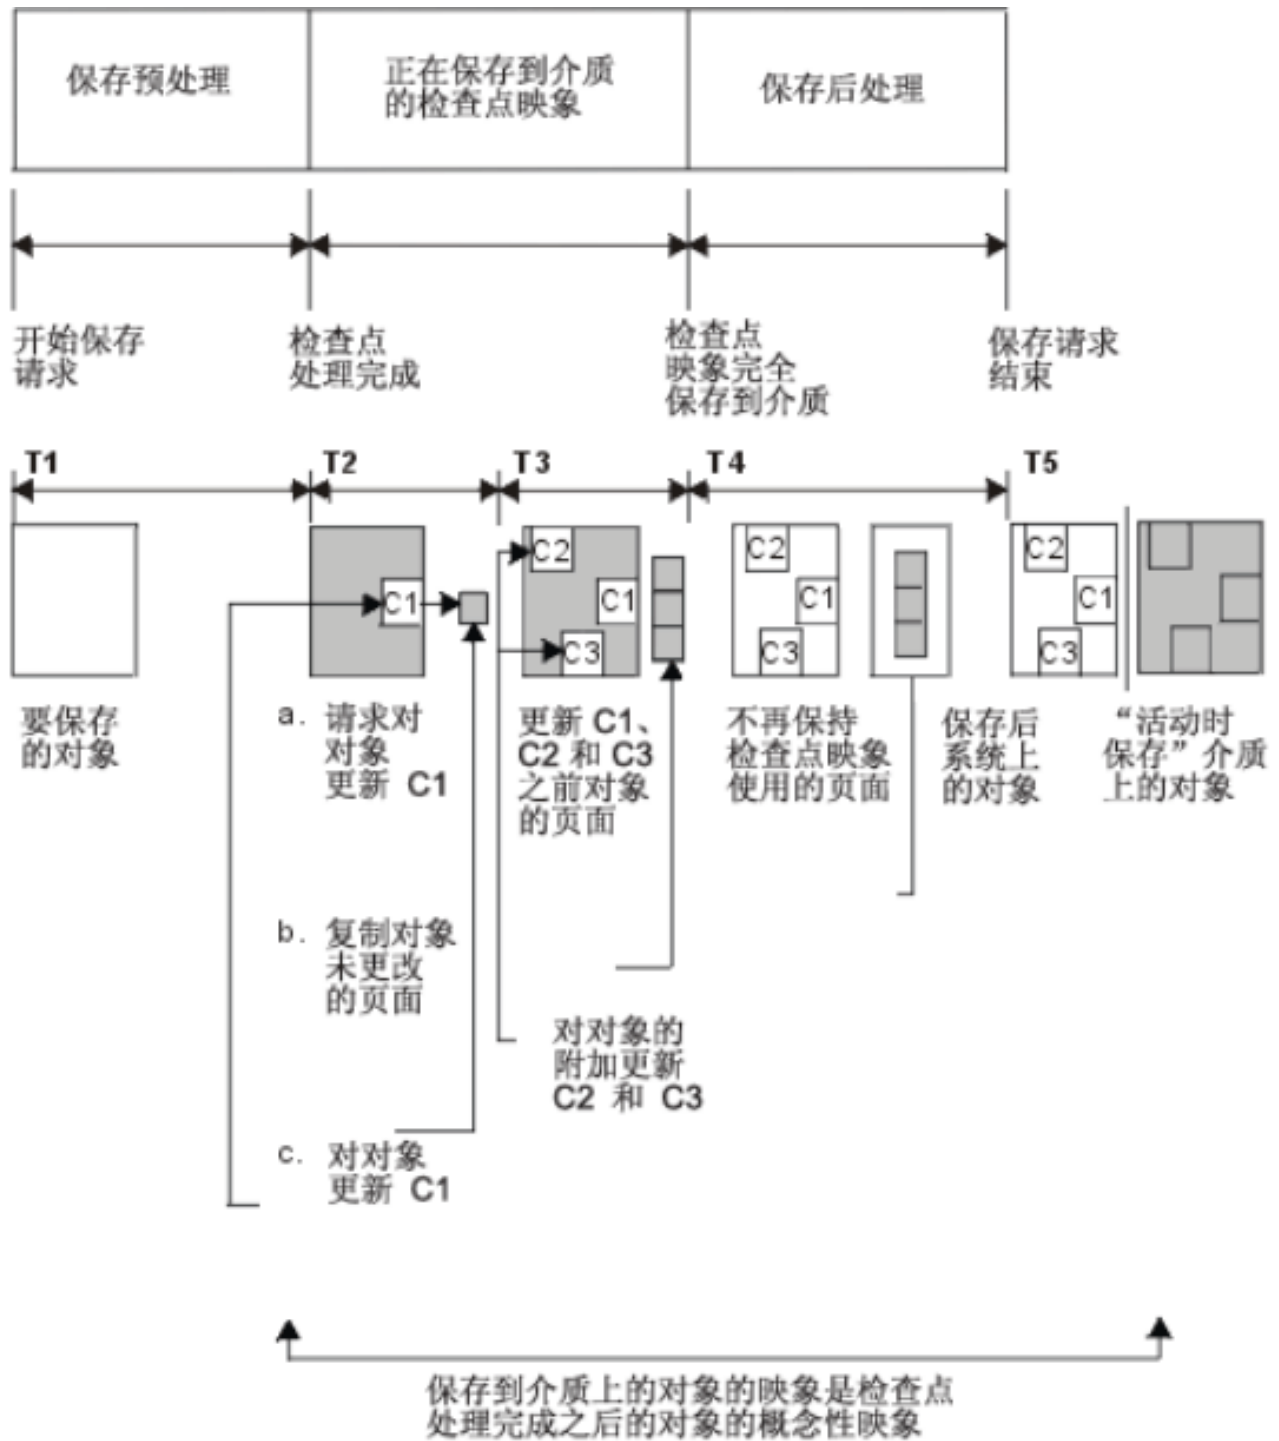 保存预处理
正在保存到介质
的检查点映象
保存后处理
开始保存
请求
检查点
处理完成
检查点
映象完全
保存到介质
保存请求
结束
T1
T2
T3
T4
T5
C1
C2
C1
C3
C2
C1
C3
C2
C1
C3
要保存
的对象
a. 请求对
对象
更新 C1
更新 C1、
C2 和 C3
之前对象
的页面
不再保持
检查点映象
使用的页面
保存后
系统上
的对象
“活动时
保存”介质
上的对象
b. 复制对象
未更改
的页面
对对象的
附加更新
C2 和 C3
c. 对对象
更新 C1
保存到介质上的对象的映象是检查点
处理完成之后的对象的概念性映象